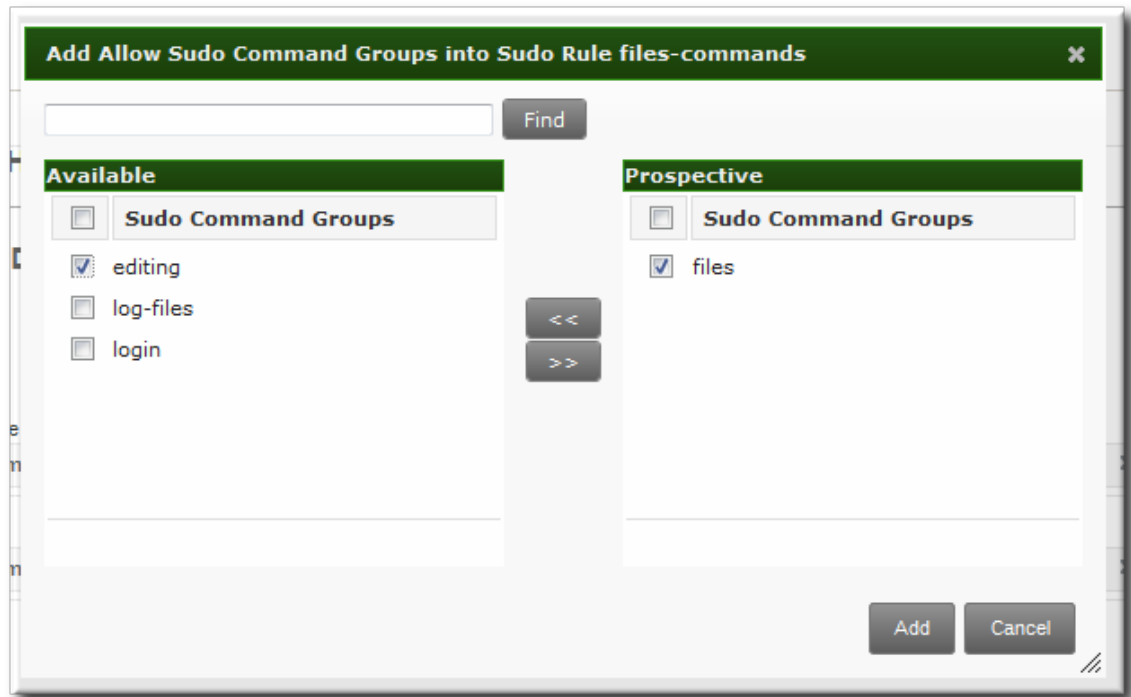 Add Allow Sudo Command Groups into Sudo Rule files-commands
Find
Available
Prospective
Sudo Command Groups
Sudo Command Groups
editing
files
log-files
login
<<
>>
Add
Cancel